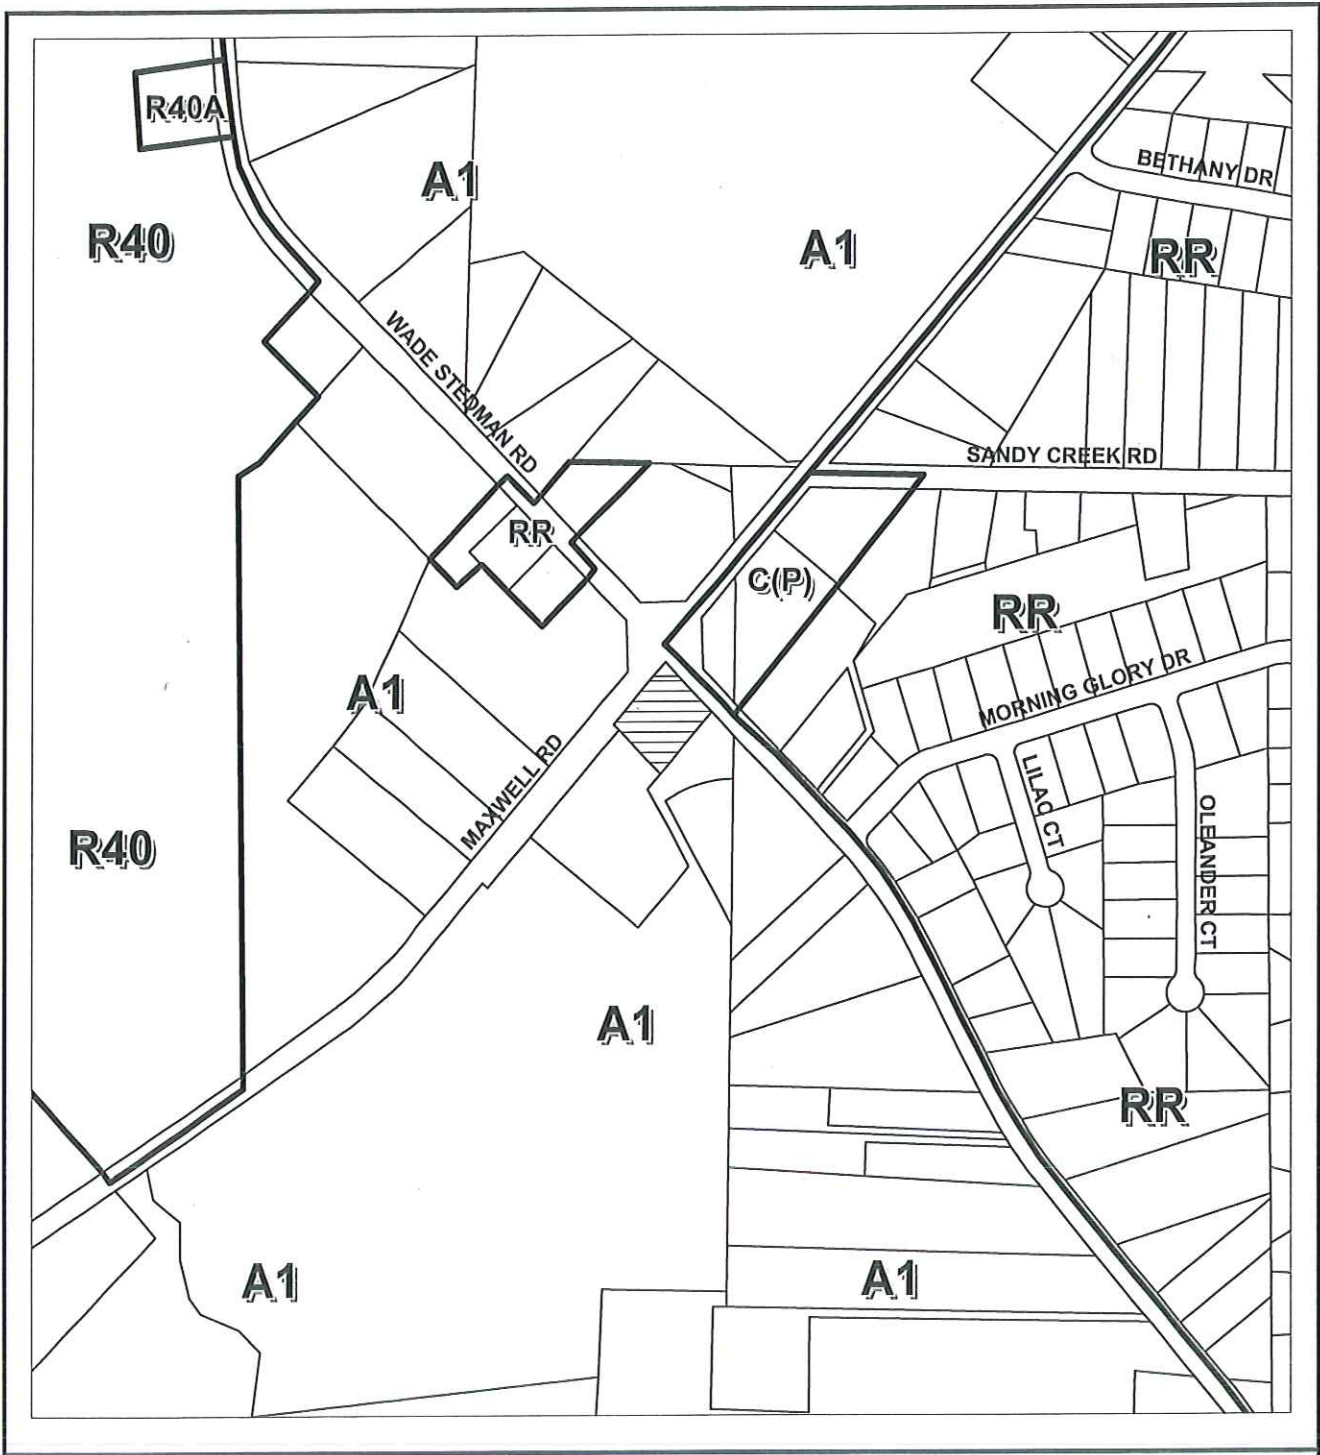 R40A
A1
BETHANY DR
R40
A1
RR
WADE STEDMAN RD
SANDY CREEK RD
RR
C(P)
RR
A1
MORNING GLORY DR
MAXWELL RD
LILAC CT
R40
OLEANDER CT
A1
RR
A1
A1